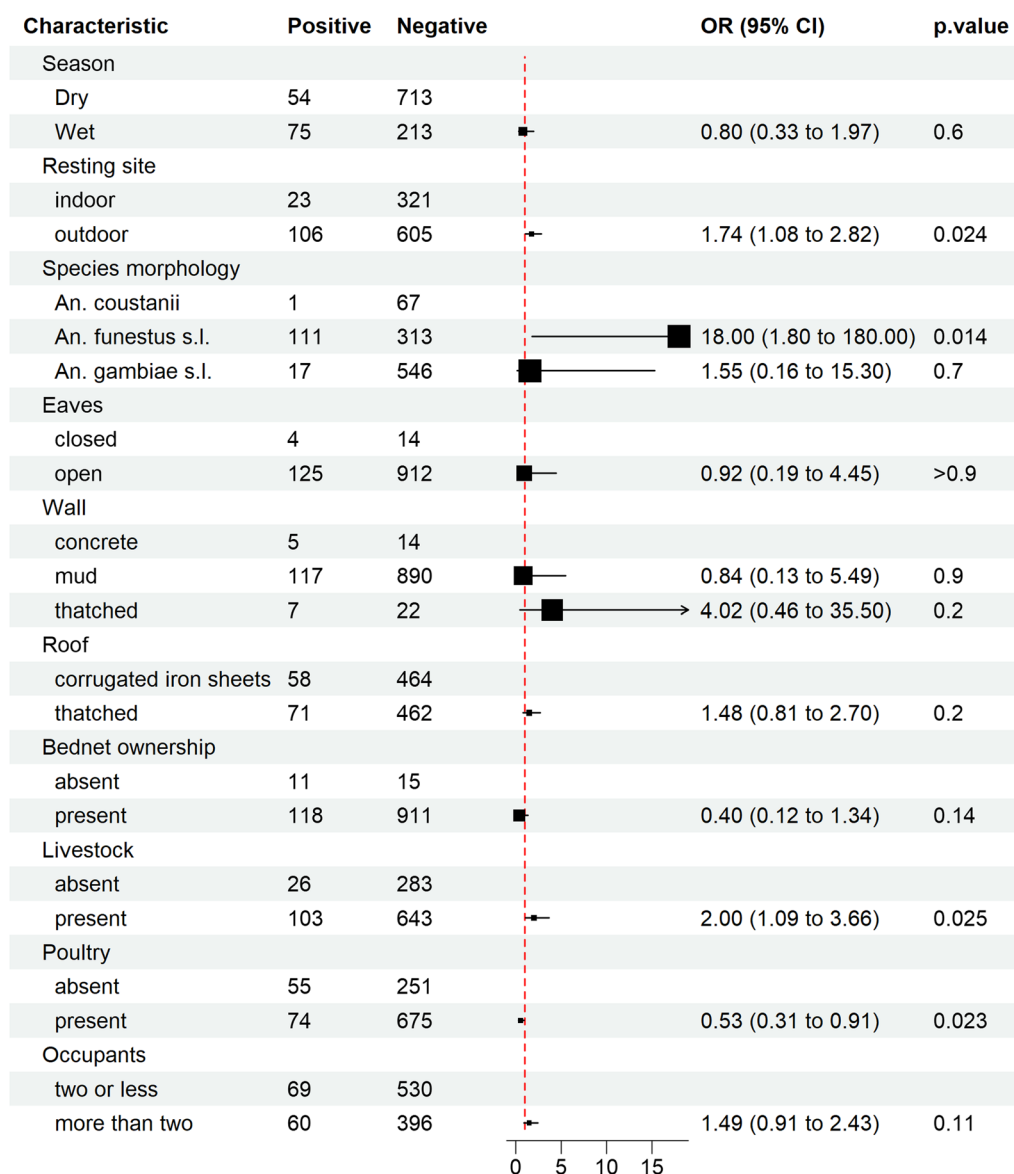 Characteristic Positive Negative OR (95% CI) p.value
Season
Dry 54 713
Wet 75 213 0.80 (0.33 to 1.97) 0.6
Resting site
indoor 23 321
outdoor 106 605 1.74 (1.08 to 2.82) 0.024
Species morphology
An. coustanii 1 67
An. funestus s.l. 111 313 18.00 (1.80 to 180.00) 0.014
An. gambiae s.l. 17 546 1.55 (0.16 to 15.30) 0.7
Eaves
closed 4 14
open 125 912 0.92 (0.19 to 4.45) >0.9
Wall
concrete 5 14
mud 117 890 0.84 (0.13 to 5.49) 0.9
thatched 7 22 4.02 (0.46 to 35.50) 0.2
Roof
corrugated iron sheets 58 464
thatched 71 462 1.48 (0.81 to 2.70) 0.2
Bednet ownership
absent 11 15
present 118 911 0.40 (0.12 to 1.34) 0.14
Livestock
absent 26 283
present 103 643 2.00 (1.09 to 3.66) 0.025
Poultry
absent 55 251
present 74 675 0.53 (0.31 to 0.91) 0.023
Occupants
two or less 69 530
more than two 60 396 1.49 (0.91 to 2.43) 0.11
0 5 10 15